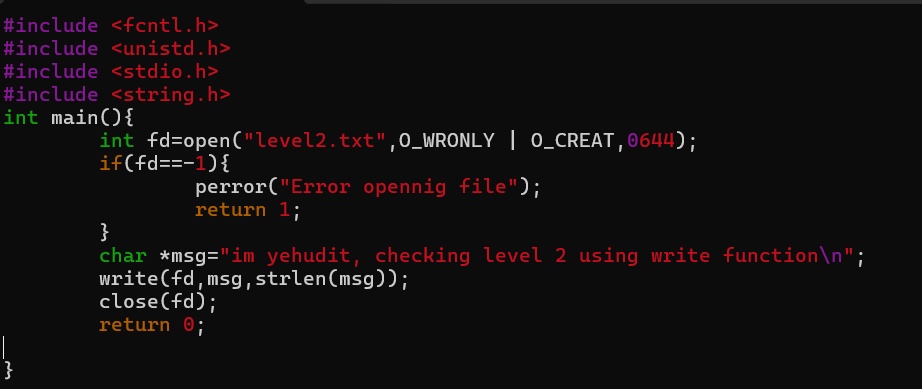 #include <fcntl.h>
#include <unistd.h>
#include <stdio.h>
#include <string.h>
int main(){
        int fd=open("level2.txt",O_WRONLY | O_CREAT,0644);
        if(fd==-1){
                perror("Error opennig file");
                return 1;
        }
        char *msg="im yehudit, checking level 2 using write function\n";
        write(fd,msg,strlen(msg));
        close(fd);
        return 0;

}